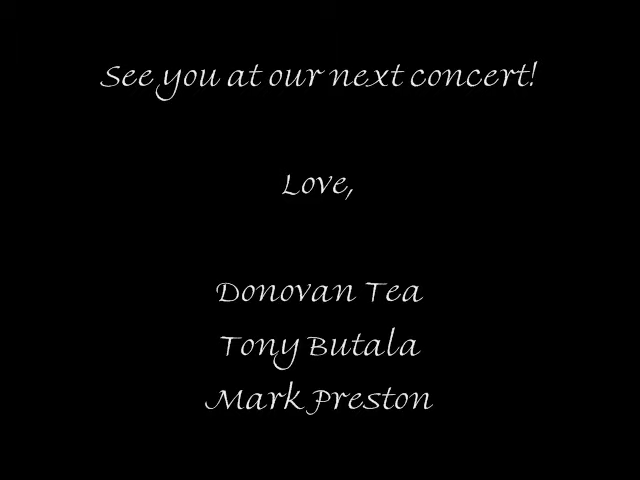 See you at our next concert!
Love,
Donovan Tea
Tony Butala
Mark Preston